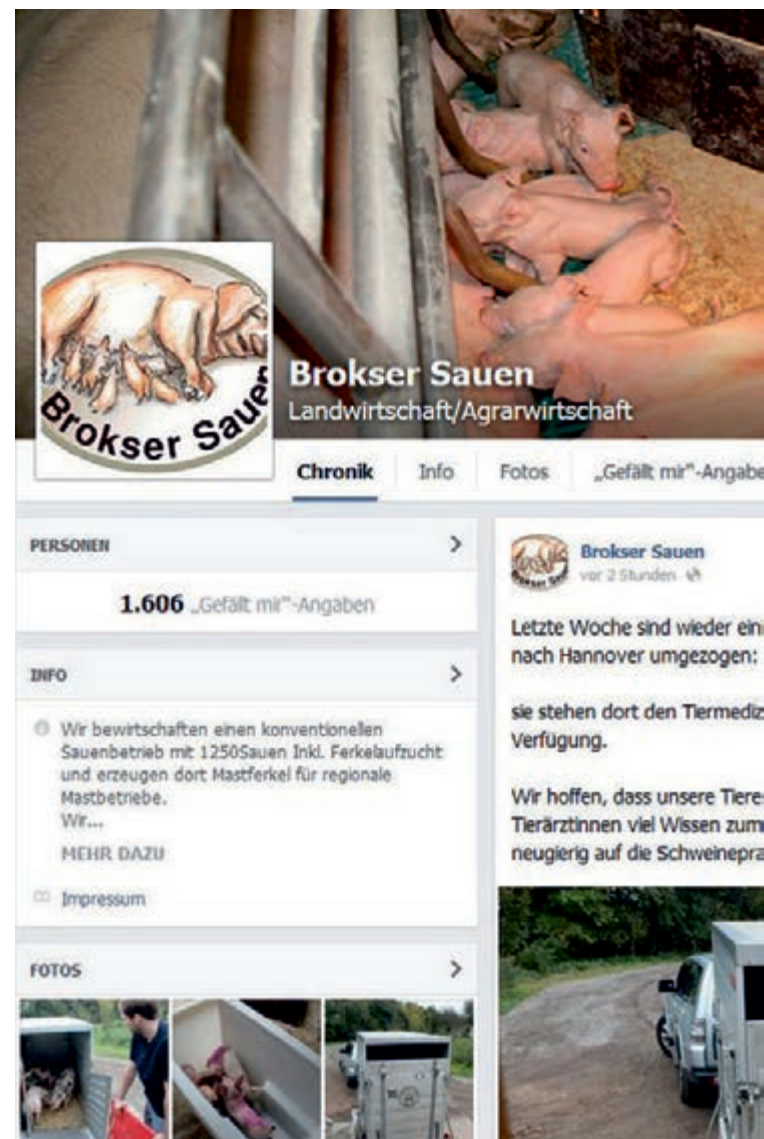 Brokser Sauen
Brokser Sauen
Landwirtschaft/Agrarwirtschaft
Chronik Info Fotos „Gefällt mir"-Angabe
PERSONEN
1.606 „Gefällt mir"-Angaben
INFO
Wir bewirtschaften einen konventionellen
Sauenbetrieb mit 1250Sauen Inkl. Ferkelaufzucht
und erzeugen dort Mastferkel für regionale
Mastbetriebe.
Wir...
MEHR DAZU
Impressum
FOTOS
Brokser Sauen
Brokser Sauen
vor 2 Stunden
Letzte Woche sind wieder eini
nach Hannover umgezogen:
sie stehen dort den Tiermediz
Verfügung.
Wir hoffen, dass unsere Tiere
Tierärztinnen viel Wissen zum
neugierig auf die Schweinepra